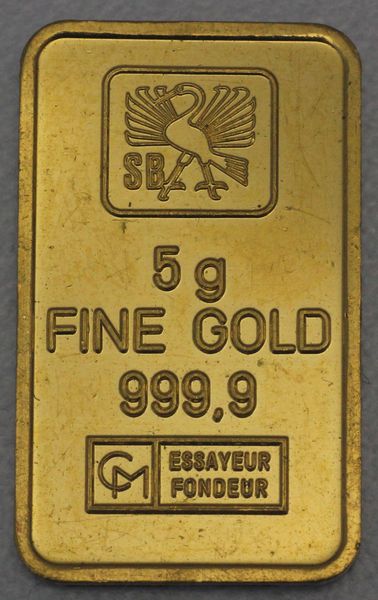 SB
5 g
FINE GOLD
999,9
CM
ESSAYEUR
FONDEUR